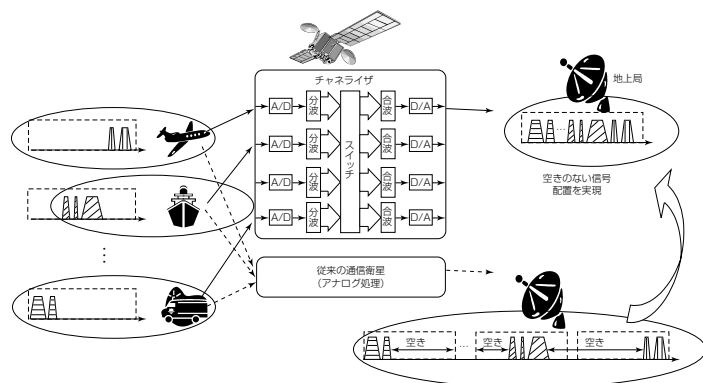 チャネライザ
A/D
分波
スイッチ
合波
D/A
A/D
分波
合波
D/A
A/D
分波
合波
D/A
A/D
分波
合波
D/A
地上局
…
空きのない信号
配置を実現
⋮
従来の通信衛星
(アナログ処理)
空き
…
空き
空き